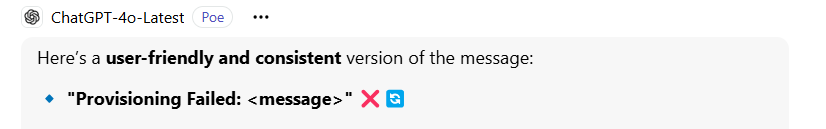 ChatGPT-4o-Latest Poe ...
Here's a user-friendly and consistent version of the message:
🔹 "Provisioning Failed: <message>" ❌ 🔄